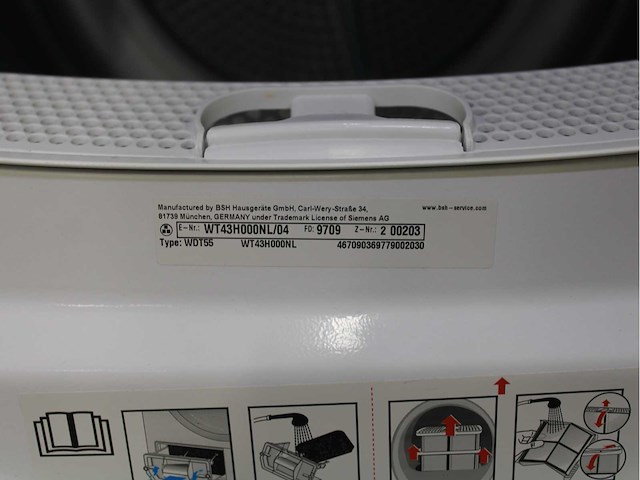 Manufactured by BSH Hausgeräte GmbH, Carl-Wery-Straße 34, www.bsh-service.com
81739 München, GERMANY under Trademark License of Siemens AG
E-Nr.: WT43H000NL/04 FD: 9709 Z-Nr.: 2 00203
Type: WDT55 WT43H000NL 467090369779002030